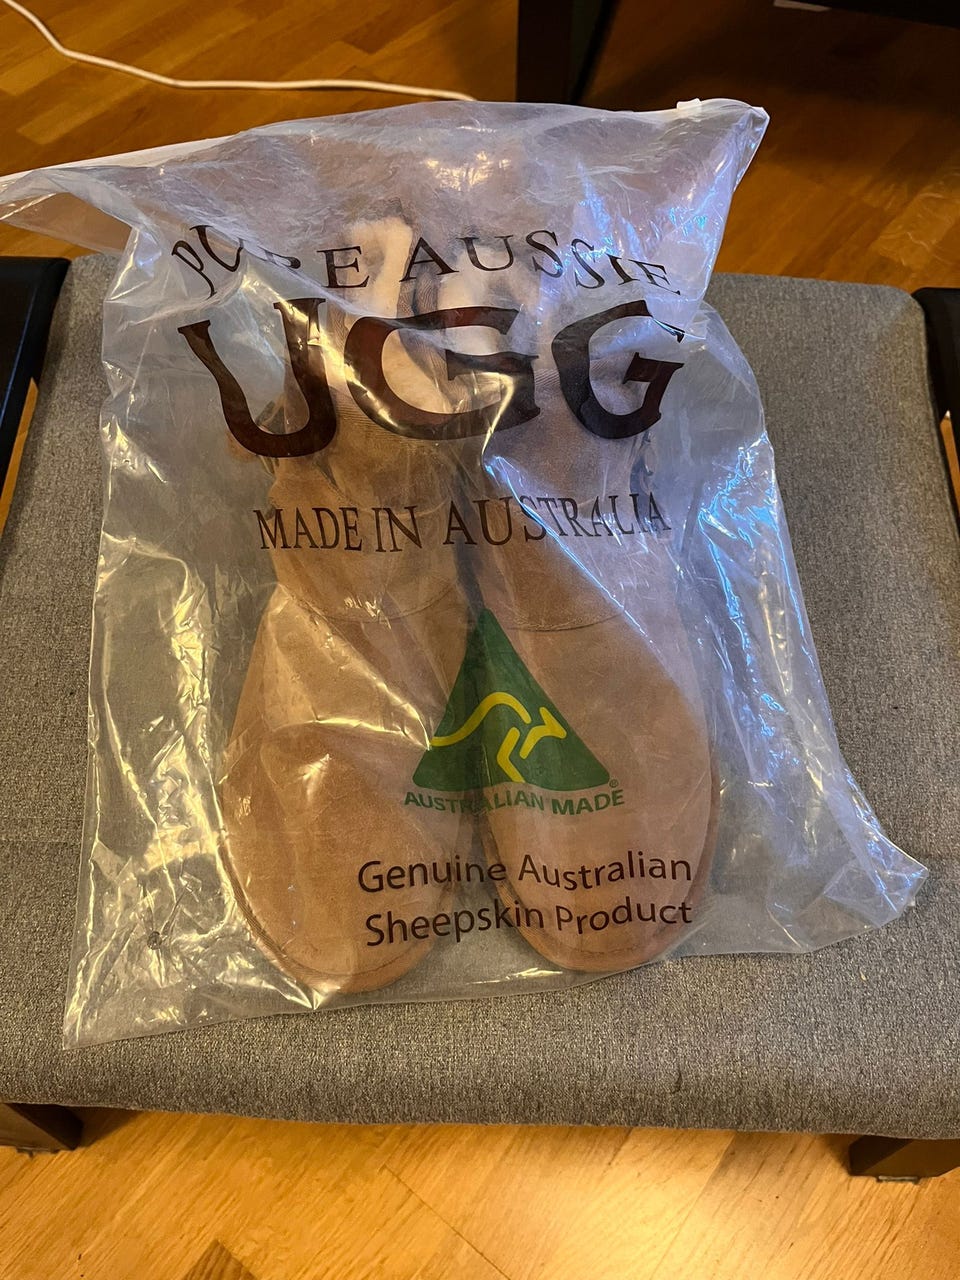 PURE AUSSIE
UGG
MADE IN AUSTRALIA
AUSTRALIAN MADE®
Genuine Australian
Sheepskin Product